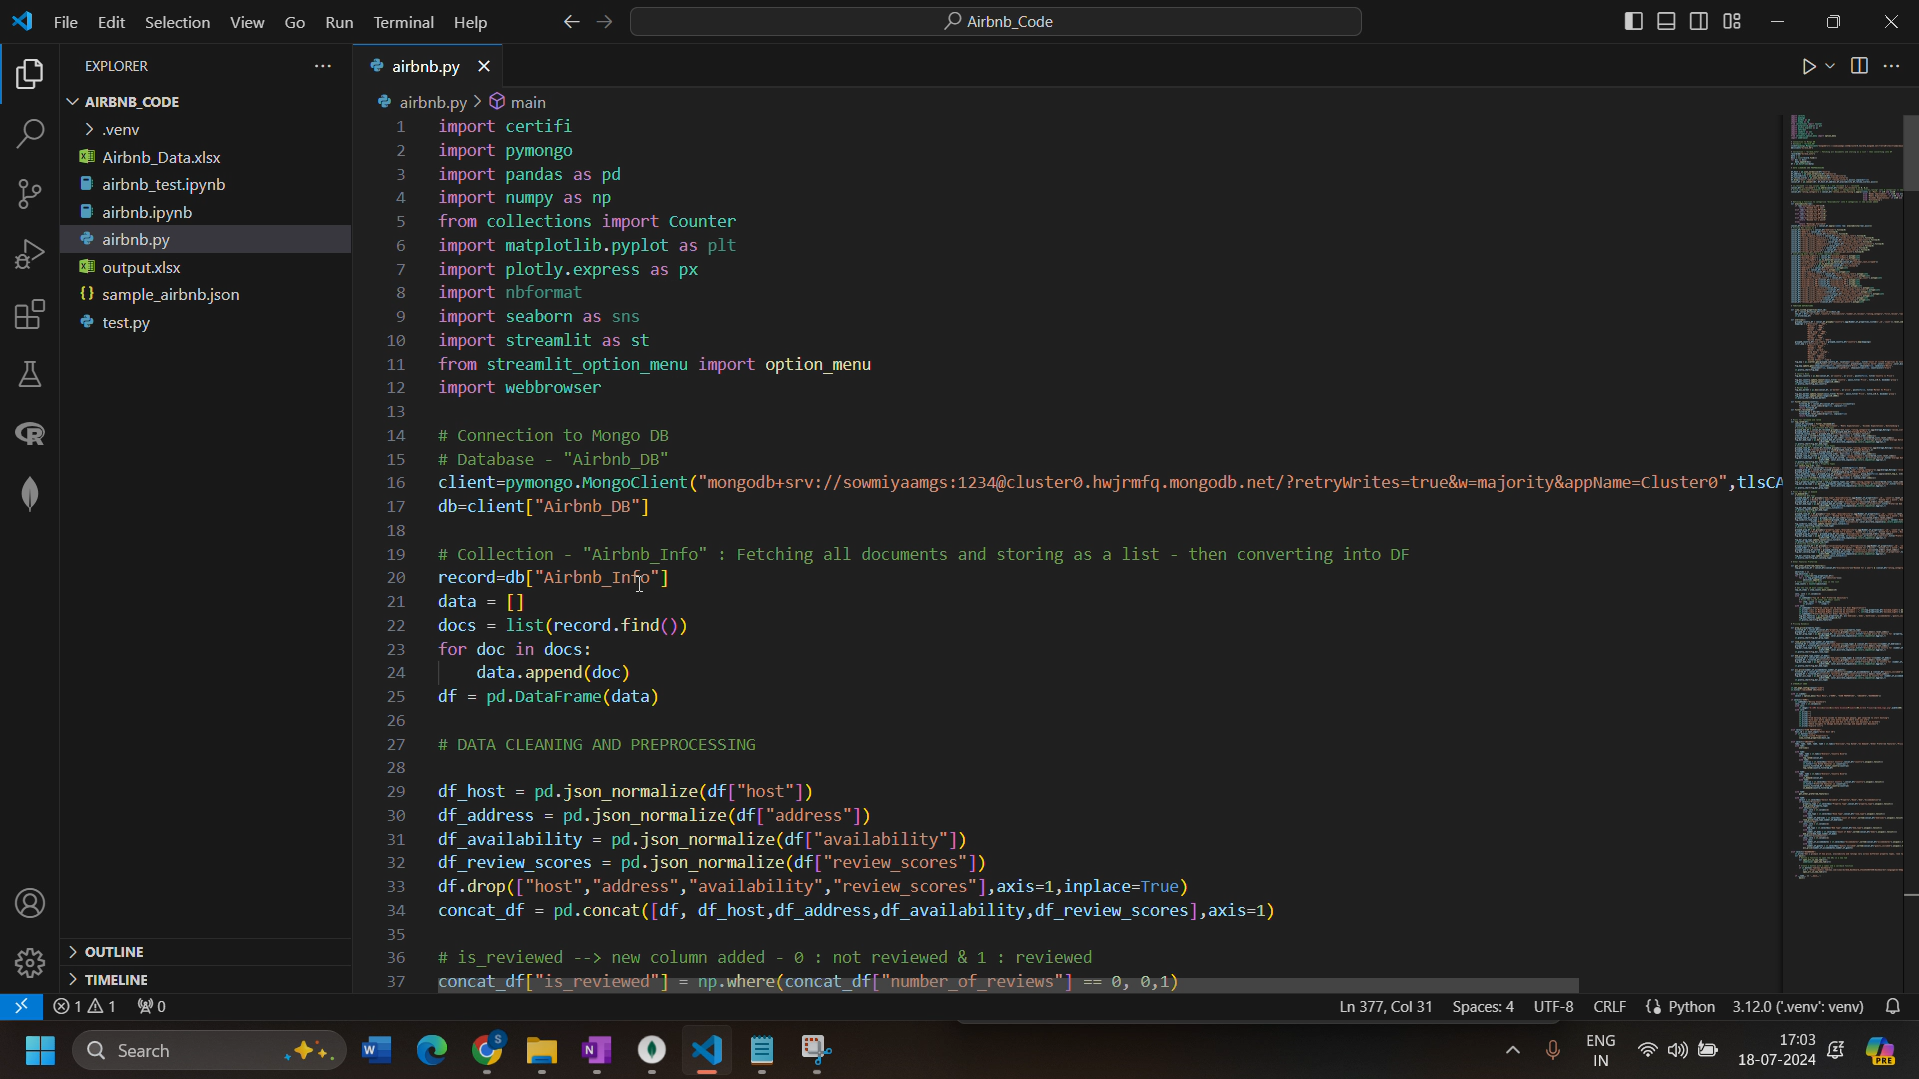 File Edit Selection View Go Run Terminal Help
Airbnb_Code
EXPLORER
AIRBNB_CODE
.venv
Airbnb_Data.xlsx
airbnb_test.ipynb
airbnb.ipynb
airbnb.py
output.xlsx
sample_airbnb.json
test.py
OUTLINE
TIMELINE
airbnb.py
airbnb.py > main
1 import certifi
2 import pymongo
3 import pandas as pd
4 import numpy as np
5 from collections import Counter
6 import matplotlib.pyplot as plt
7 import plotly.express as px
8 import nbformat
9 import seaborn as sns
10 import streamlit as st
11 from streamlit_option_menu import option_menu
12 import webbrowser
13
14 # Connection to Mongo DB
15 # Database - "Airbnb_DB"
16 client=pymongo.MongoClient("mongodb+srv://sowmiyaamgs:1234@cluster0.hwjrmfq.mongodb.net/?retryWrites=true&w=majority&appName=Cluster0",tlsCA
17 db=client["Airbnb_DB"]
18
19 # Collection - "Airbnb_Info" : Fetching all documents and storing as a list - then converting into DF
20 record=db["Airbnb_Info"]
21 data = []
22 docs = list(record.find())
23 for doc in docs:
24 data.append(doc)
25 df = pd.DataFrame(data)
26
27 # DATA CLEANING AND PREPROCESSING
28
29 df_host = pd.json_normalize(df["host"])
30 df_address = pd.json_normalize(df["address"])
31 df_availability = pd.json_normalize(df["availability"])
32 df_review_scores = pd.json_normalize(df["review_scores"])
33 df.drop(["host","address","availability","review_scores"],axis=1,inplace=True)
34 concat_df = pd.concat([df, df_host,df_address,df_availability,df_review_scores],axis=1)
35
36 # is_reviewed --> new column added - 0 : not reviewed & 1 : reviewed
37 concat_df["is_reviewed"] = np.where(concat_df["number_of_reviews"] == 0, 0,1)
1 1 0 Ln 377, Col 31 Spaces: 4 UTF-8 CRLF Python 3.12.0 ('.venv': venv)
Search
ENG
IN
17:03
18-07-2024